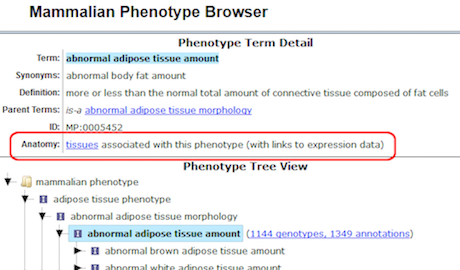 Mammalian Phenotype Browser
Phenotype Term Detail
Term: abnormal adipose tissue amount
Synonyms: abnormal body fat amount
Definition: more or less than the normal total amount of connective tissue composed of fat cells
Parent Terms: is-a abnormal adipose tissue morphology
ID: MP:0005452
Anatomy: tissues associated with this phenotype (with links to expression data)
Phenotype Tree View
mammalian phenotype
adipose tissue phenotype
abnormal adipose tissue morphology
abnormal adipose tissue amount (1144 genotypes, 1349 annotations)
abnormal brown adipose tissue amount
abnormal white adipose tissue amount